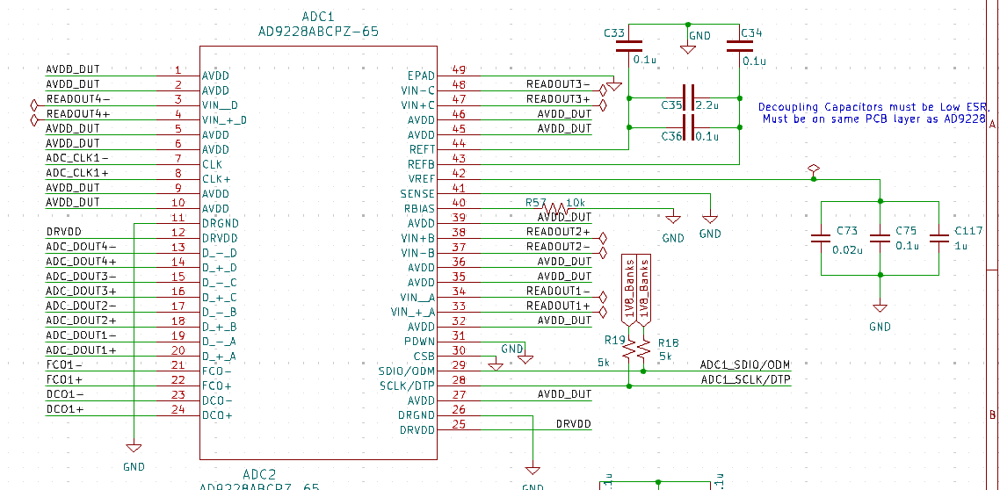 ADC1
AD9228ABCPZ-65
AVDD_DUT 1 AVDD
AVDD_DUT 2 AVDD
READOUT4- 3 VIN__D
READOUT4+ 4 VIN_+_D
AVDD_DUT 5 AVDD
AVDD_DUT 6 AVDD
ADC_CLK1- 7 CLK
ADC_CLK1+ 8 CLK+
AVDD_DUT 9 AVDD
AVDD_DUT 10 AVDD
11 DRGND
DRVDD 12 DRVDD
ADC_DOUT4- 13 D_-_D
ADC_DOUT4+ 14 D_+_D
ADC_DOUT3- 15 D_-_C
ADC_DOUT3+ 16 D_+_C
ADC_DOUT2- 17 D_-_B
ADC_DOUT2+ 18 D_+_B
ADC_DOUT1- 19 D_-_A
ADC_DOUT1+ 20 D_+_A
FCO1- 21 FCO-
FCO1+ 22 FCO+
DCO1- 23 DCO-
DCO1+ 24 DCO+
GND
EPAD 49
VIN-C 48 READOUT3-
VIN+C 47 READOUT3+
AVDD 46 AVDD_DUT
AVDD 45 AVDD_DUT
REFT 44
REFB 43
VREF 42
SENSE 41
RBIAS 40 R57 10k
AVDD 39 AVDD_DUT
VIN+B 38 READOUT2+
VIN-B 37 READOUT2-
AVDD 36 AVDD_DUT
AVDD 35 AVDD_DUT
VIN__A 34 READOUT1-
VIN_+_A 33 READOUT1+
AVDD 32 AVDD_DUT
PDWN 31
CSB 30 GND
SDIO/ODM 29 ADC1_SDIO/ODM
SCLK/DTP 28 ADC1_SCLK/DTP
AVDD 27 AVDD_DUT
DRGND 26
DRVDD 25 DRVDD
GND
C33 GND C34
0.1u 0.1u
C35 2.2u
C36 0.1u
Decoupling Capacitors must be Low ESR.
Must be on same PCB layer as AD9228
A
GND GND
C73 C75 C117
0.02u 0.1u 1u
GND
1V8_Banks 1V8_Banks
R19 R18
5k 5k
B
ADC2
AD9228ABCPZ-65
.1u .1u